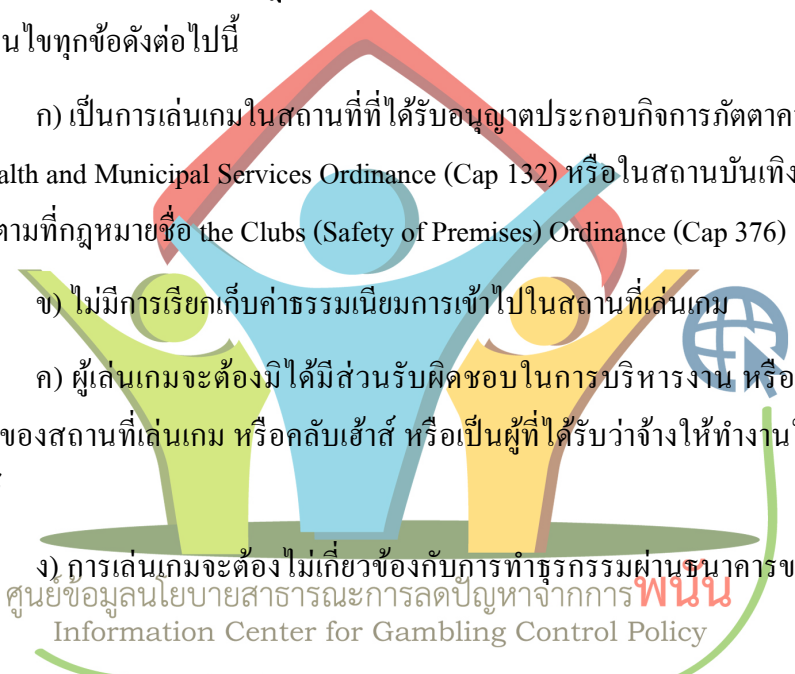 นไขทุกข้อดังต่อไปนี้
ก) เป็นการเล่นเกมในสถานที่ที่ได้รับอนุญาตประกอบกิจการภัตตาค
alth and Municipal Services Ordinance (Cap 132) หรือในสถานบันเทิง
ตามที่กฎหมายชื่อ the Clubs (Safety of Premises) Ordinance (Cap 376)
ข) ไม่มีการเรียกเก็บค่าธรรมเนียมการเข้าไปในสถานที่เล่นเกม
ค) ผู้เล่นเกมจะต้องมิได้มีส่วนรับผิดชอบในการบริหารงาน หรือ
ของสถานที่เล่นเกม หรือคลับเฮ้าส์ หรือเป็นผู้ที่ได้รับว่าจ้างให้ทำงาน
ง) การเล่นเกมจะต้องไม่เกี่ยวข้องกับการทำธุรกรรมผ่านธนาคารข
ศูนย์ข้อมูลนโยบายสาธารณะการลดปัญหาจากการพนัน
Information Center for Gambling Control Policy